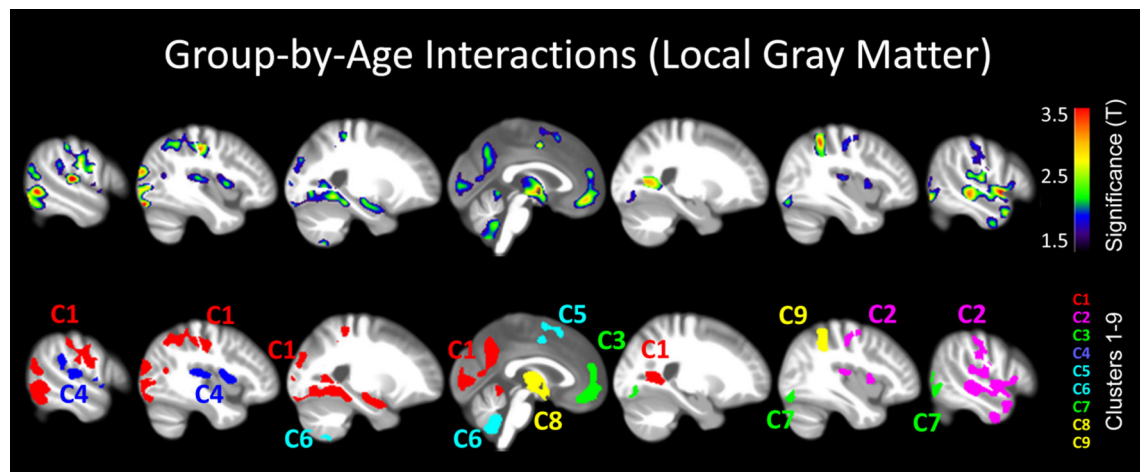 Group-by-Age Interactions (Local Gray Matter)
3.5
2.5
1.5
Significance (T)
C1
C4
C1
C4
C1
C6
C1
C5
C3
C6
C8
C1
C9
C2
C7
C2
C7
C1
C2
C3
C4
C5
C6
C7
C8
C9
Clusters 1-9